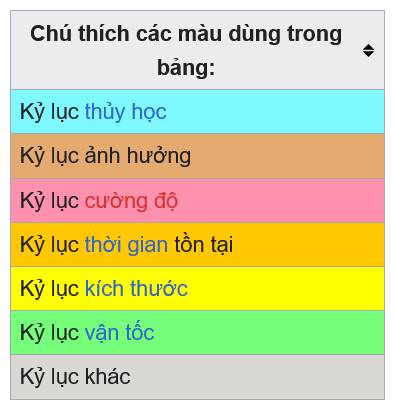 Chú thích các màu dùng trong
bảng:
Kỷ lục thủy học
Kỷ lục ảnh hưởng
Kỷ lục cường độ
Kỷ lục thời gian tồn tại
Kỷ lục kích thước
Kỷ lục vận tốc
Kỷ lục khác